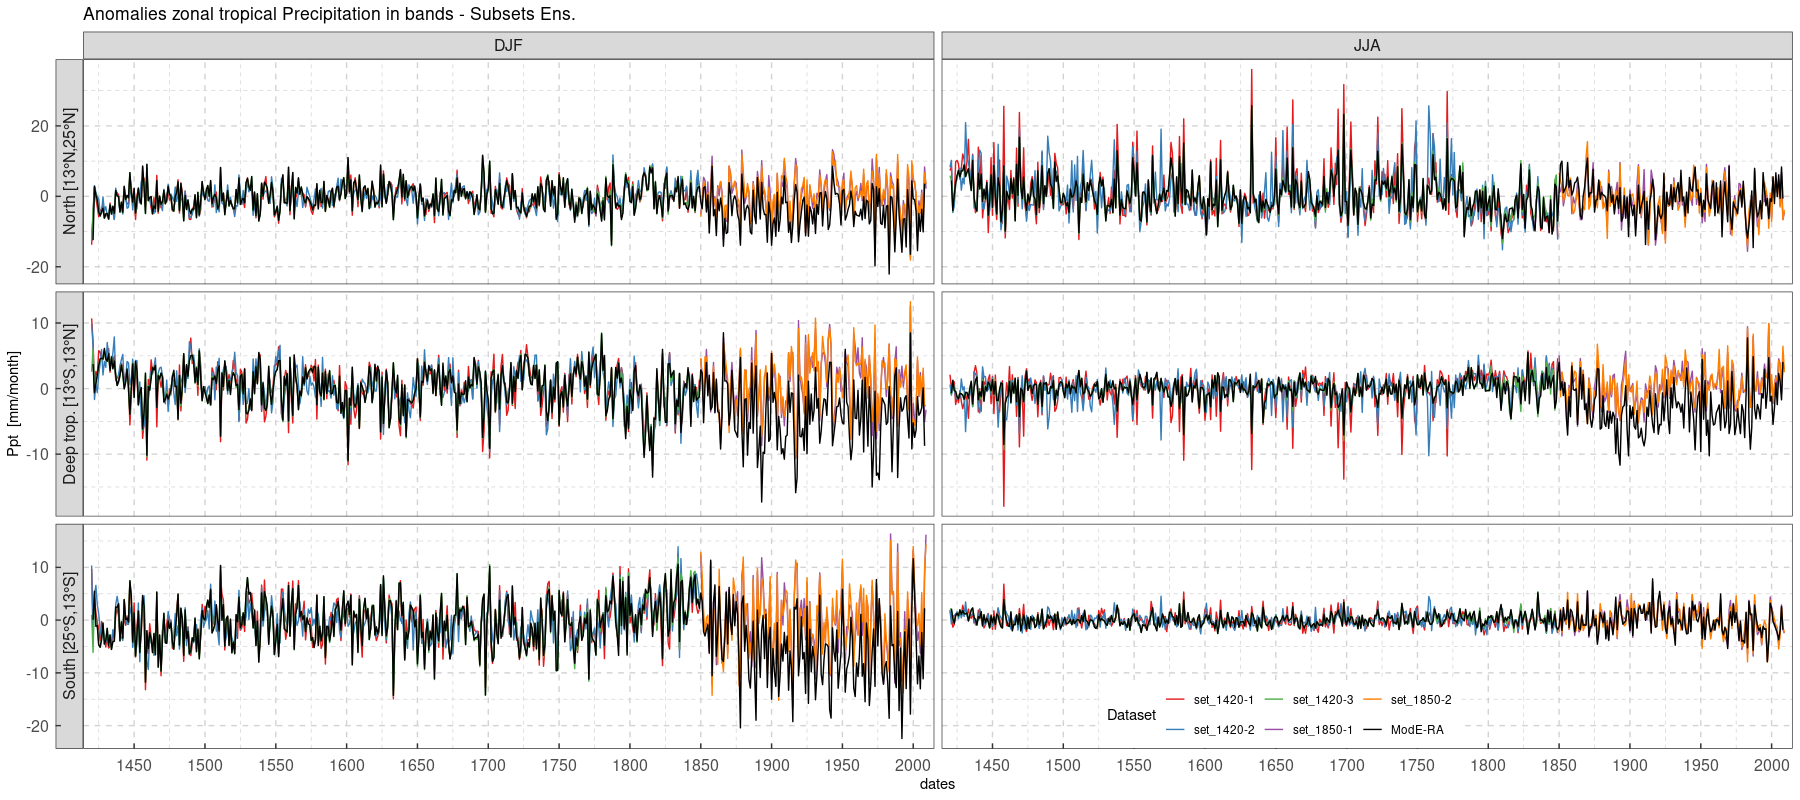 Anomalies zonal tropical Precipitation in bands - Subsets Ens.
DJF
JJA
North [13°N,25°N]
20
0
-20
Deep trop. [13°S,13°N]
10
0
-10
South [25°S,13°S]
10
0
-10
-20
Ppt [mm/month]
1450 1500 1550 1600 1650 1700 1750 1800 1850 1900 1950 2000
1450 1500 1550 1600 1650 1700 1750 1800 1850 1900 1950 2000
dates
Dataset
set_1420-1 set_1420-3 set_1850-2
set_1420-2 set_1850-1 ModE-RA